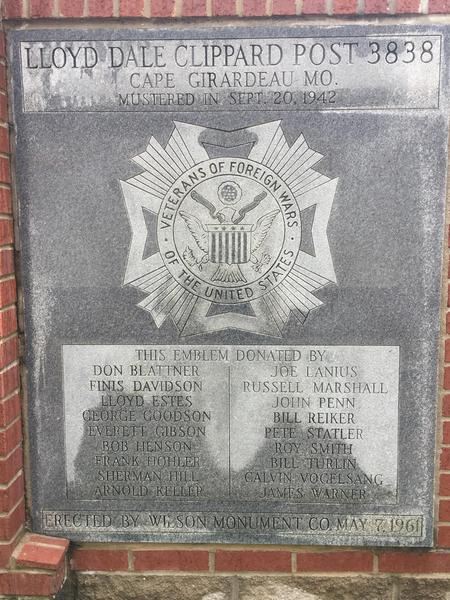 LLOYD DALE CLIPPARD POST 3838
CAPE GIRARDEAU MO.
MUSTERED IN SEPT. 20, 1942
VETERANS OF FOREIGN WARS
OF THE UNITED STATES
THIS EMBLEM DONATED BY
DON BLATTNER
FINIS DAVIDSON
LLOYD ESTES
GEORGE GOODSON
EVERETT GIBSON
BOB HENSON
FRANK HOHLER
SHERMAN HILL
ARNOLD KELLER
JOE LANIUS
RUSSELL MARSHALL
JOHN PENN
BILL REIKER
PETE STATLER
ROY SMITH
BILL TURLIN
CALVIN VOGELSANG
JAMES WARNER
ERECTED BY WILSON MONUMENT CO. MAY 7, 1961